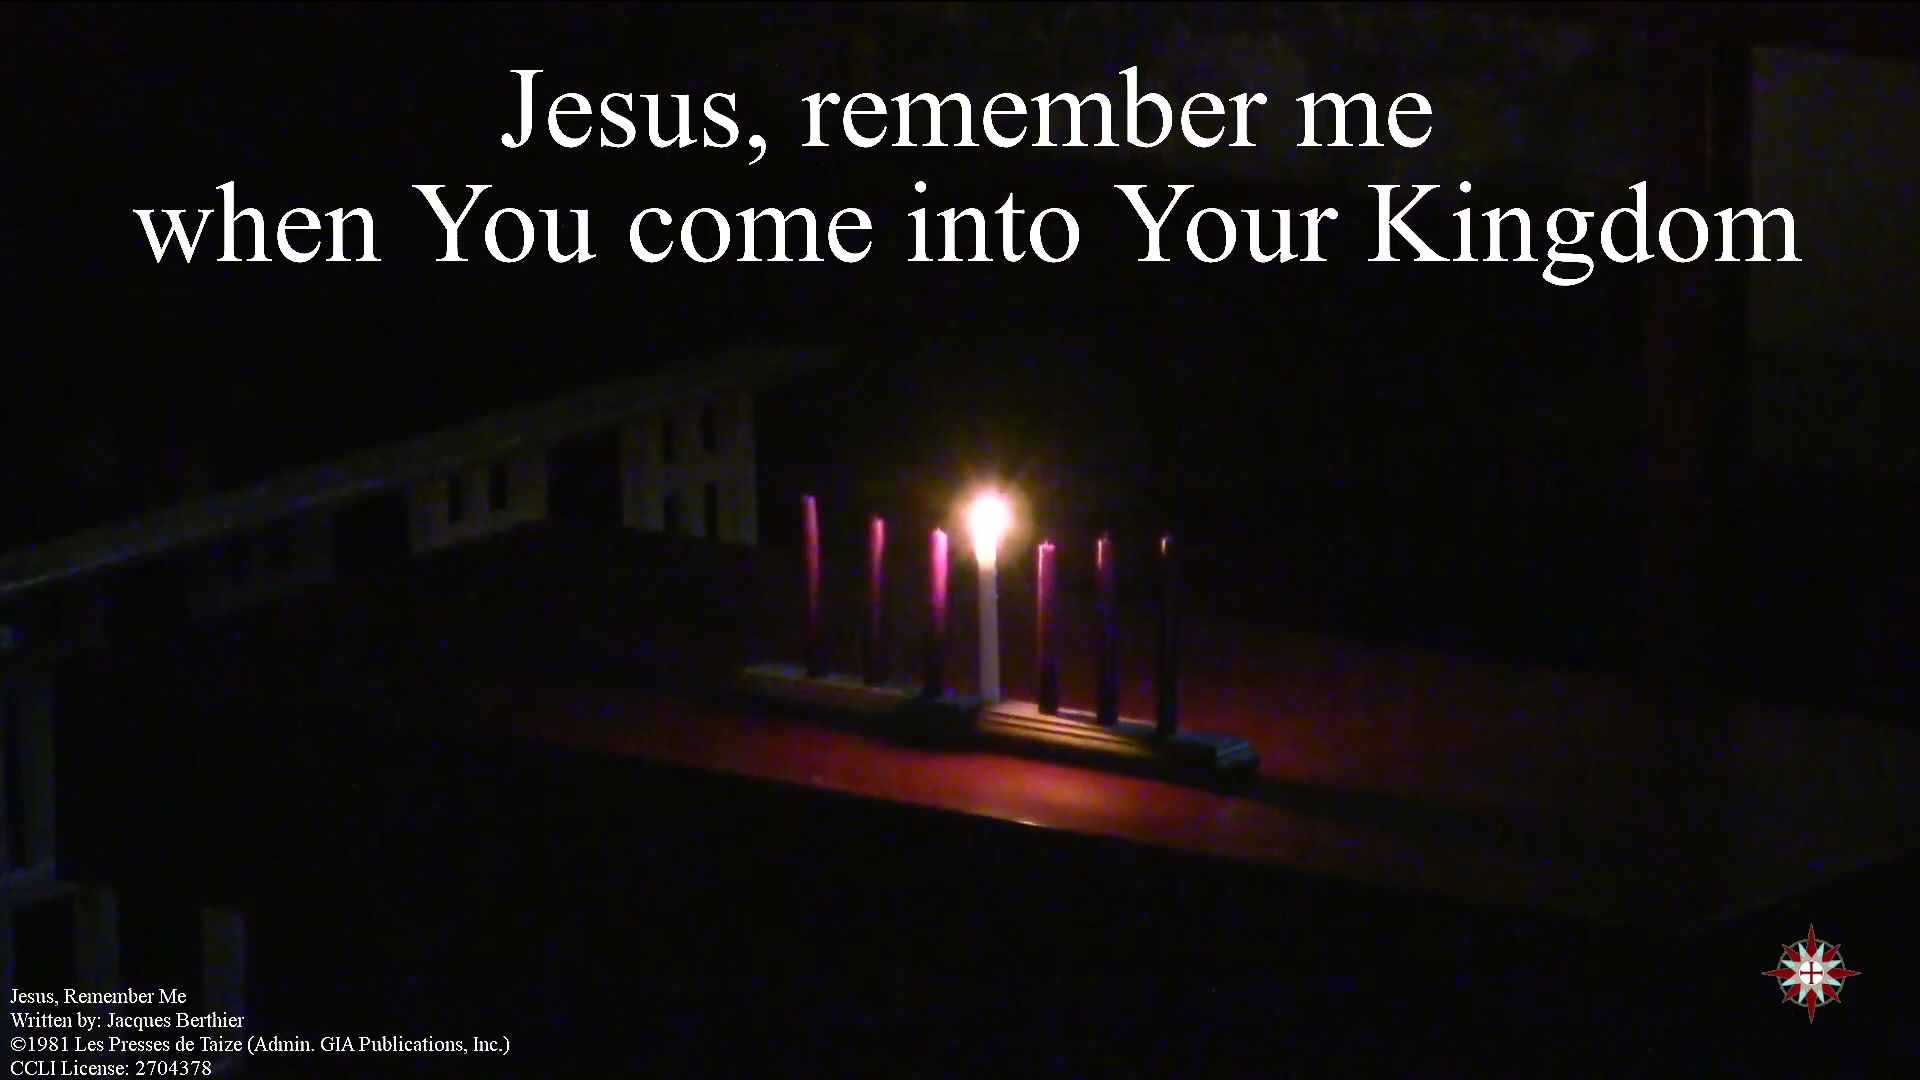 Jesus, remember me
when You come into Your Kingdom
Jesus, Remember Me
Written by: Jacques Berthier
©1981 Les Presses de Taize (Admin. GIA Publications, Inc.)
CCLI License: 2704378